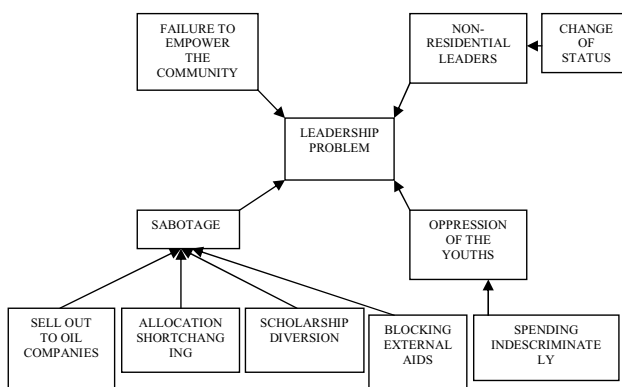 FAILURE TO
EMPOWER
THE
COMMUNITY
NON-
RESIDENTIAL
LEADERS
CHANGE
OF
STATUS
LEADERSHIP
PROBLEM
SABOTAGE
OPPRESSION
OF THE
YOUTHS
SELL OUT
TO OIL
COMPANIES
ALLOCATION
SHORTCHANG
ING
SCHOLARSHIP
DIVERSION
BLOCKING
EXTERNAL
AIDS
SPENDING
INDESCRIMINATE
LY